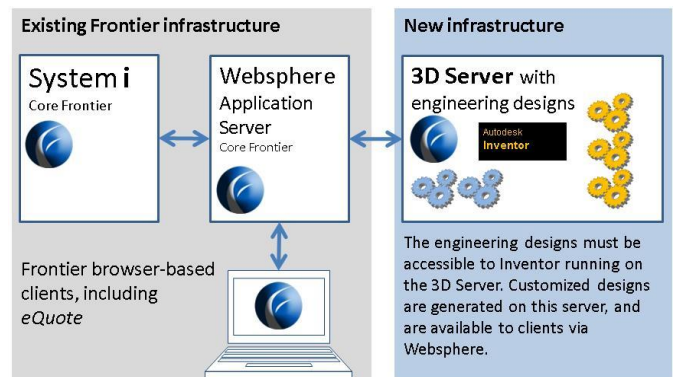 Existing Frontier infrastructure
System i
Core Frontier
Websphere
Application
Server
Core Frontier
Frontier browser-based
clients, including
eQuote
New infrastructure
3D Server with
engineering designs
Autodesk
Inventor
The engineering designs must be
accessible to Inventor running on
the 3D Server. Customized designs
are generated on this server, and
are available to clients via
Websphere.